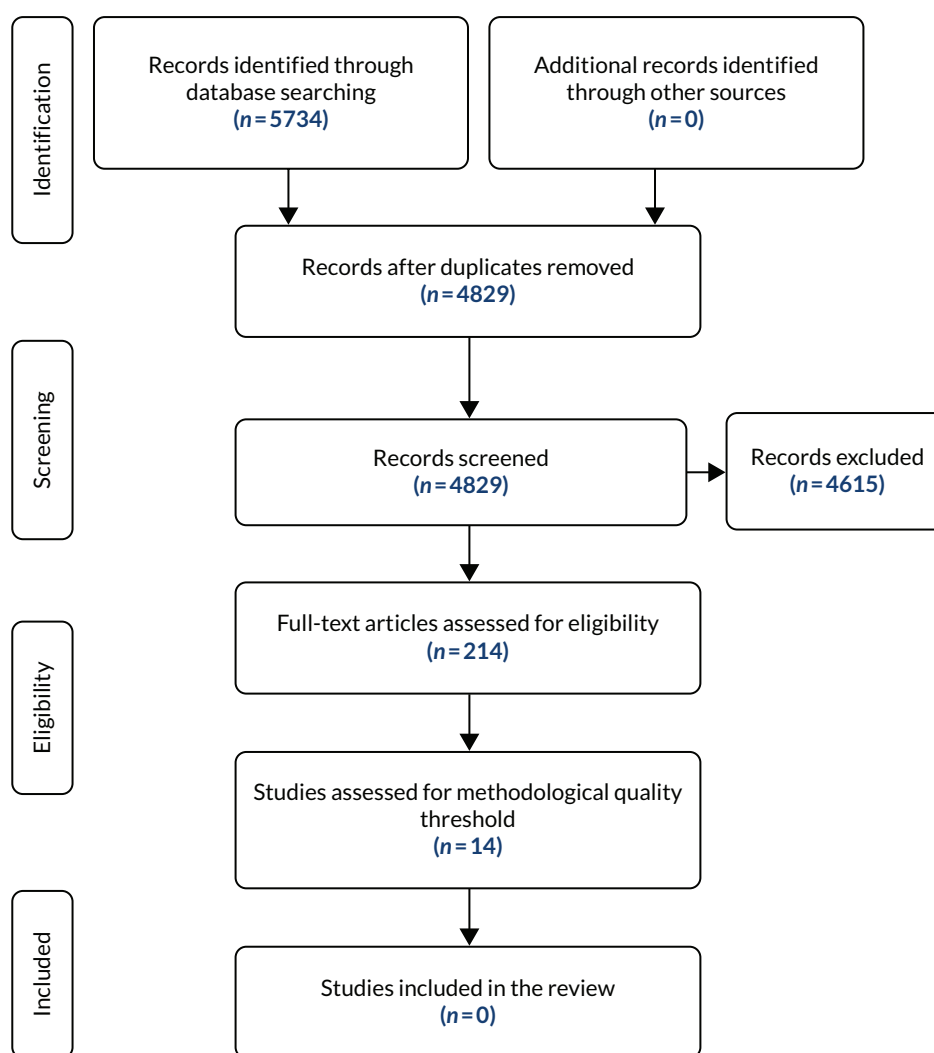 Identification
Records identified through
database searching
(n=5734)
Additional records identified
through other sources
(n=0)
Records after duplicates removed
(n=4829)
Screening
Records screened
(n=4829)
Records excluded
(n=4615)
Eligibility
Full-text articles assessed for eligibility
(n=214)
Studies assessed for methodological quality
threshold
(n=14)
Included
Studies included in the review
(n=0)